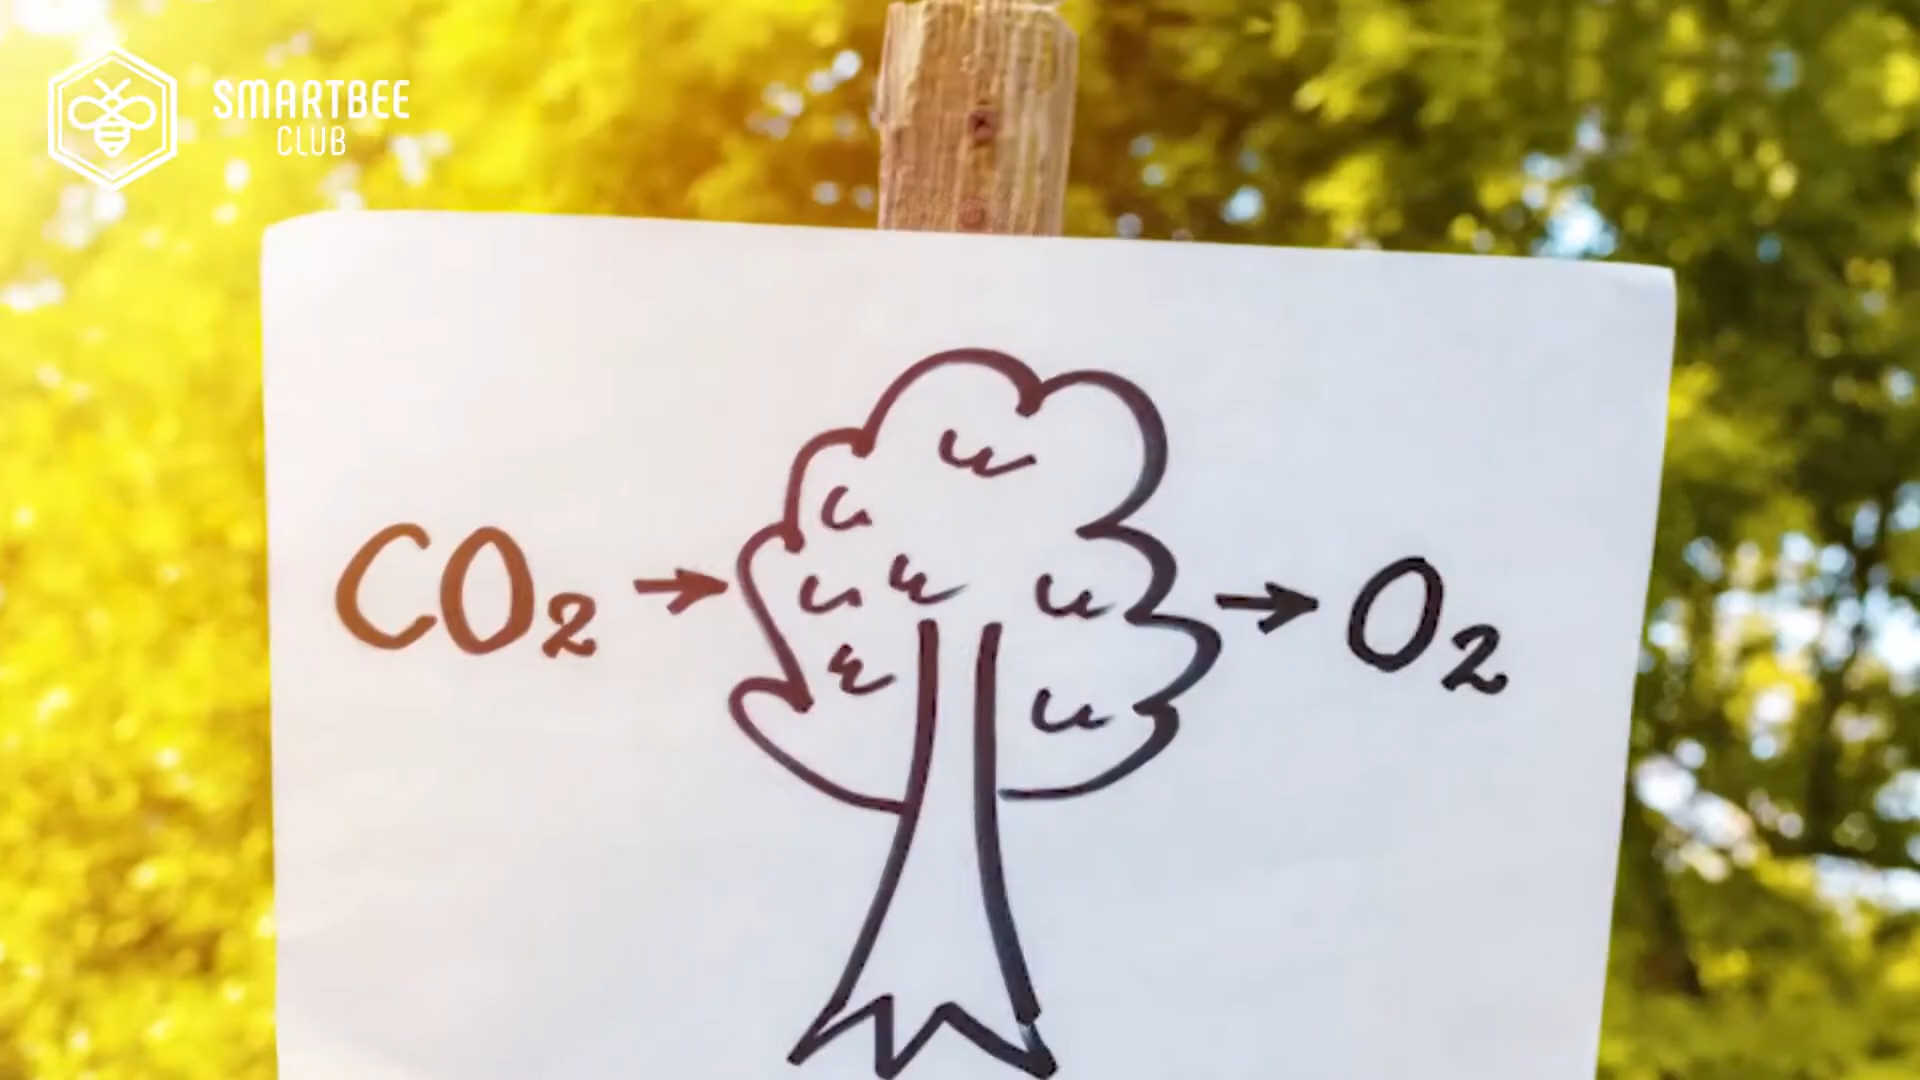 SMARTBEE
CLUB
CO₂ → → O₂